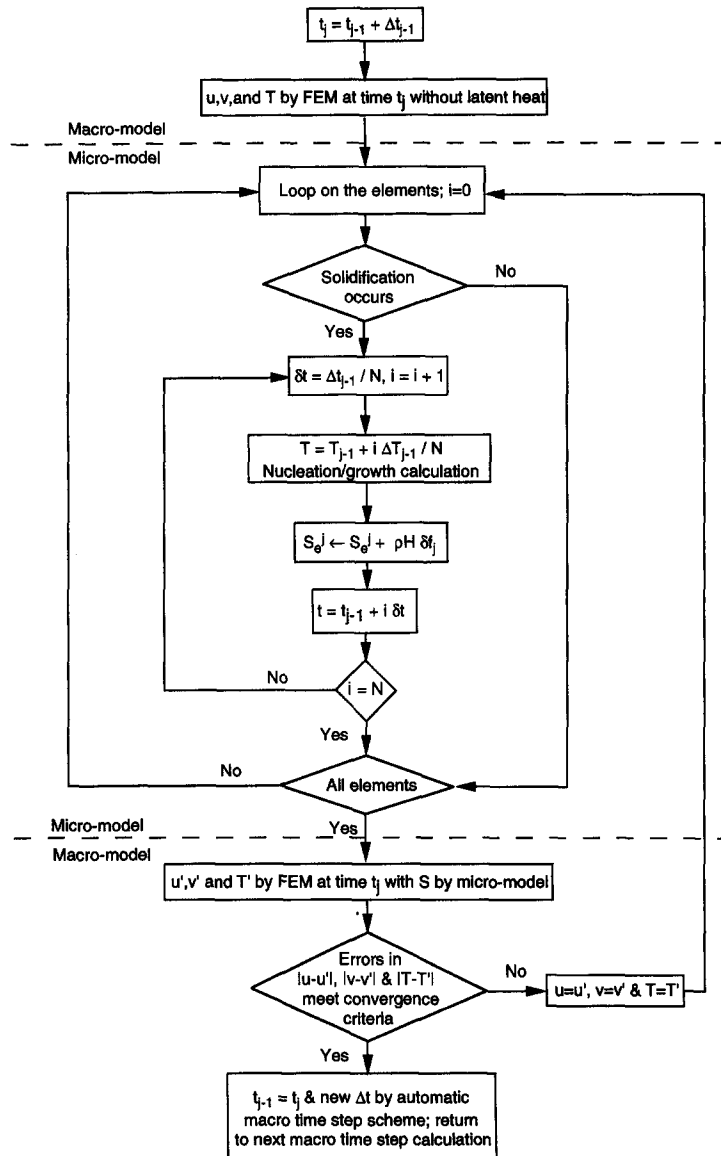 t_j = t_{j-1} + Δt_{j-1}
u,v,and T by FEM at time t_j without latent heat
Macro-model
Micro-model
Loop on the elements; i=0
Solidification
occurs
No
Yes
δt = Δt_{j-1} / N, i = i + 1
T = T_{j-1} + i ΔT_{j-1} / N
Nucleation/growth calculation
S_e^j ← S_e^j + ρH δf_j
t = t_{j-1} + i δt
No
i = N
Yes
No
All elements
Micro-model
Yes
Macro-model
u',v' and T' by FEM at time t_j with S by micro-model
Errors in
|u-u'|, |v-v'| & |T-T'|
meet convergence
criteria
No
u=u', v=v' & T=T'
Yes
t_{j-1} = t_j & new Δt by automatic
macro time step scheme; return
to next macro time step calculation